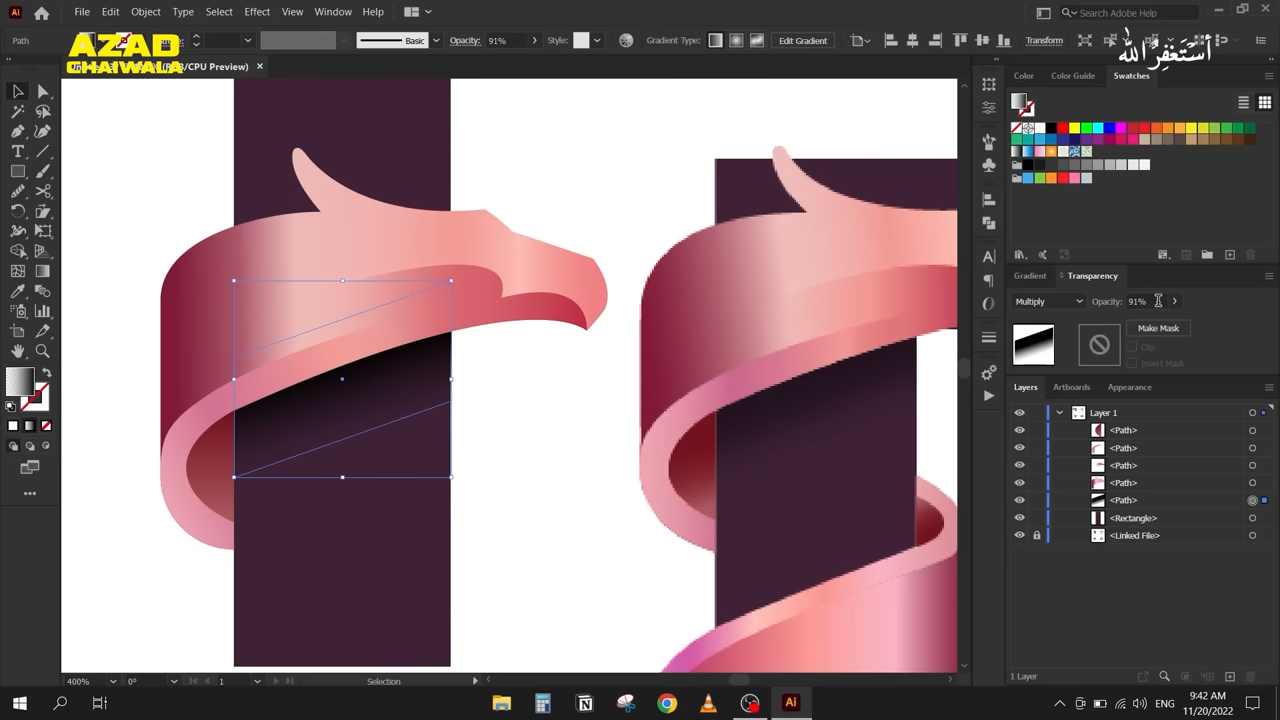 File Edit Object Type Select Effect View Window Help
Search Adobe Help
Path
Basic
Opacity: 91%
Style:
Gradient Type:
Edit Gradient
Transform
AZAD
CHAIWALA
أستغفر الله
(RGB/CPU Preview)
Color Color Guide Swatches
Gradient Transparency
Multiply Opacity: 91%
Make Mask
Clip
Invert Mask
Layers Artboards Appearance
Layer 1
<Path>
<Path>
<Path>
<Path>
<Path>
<Rectangle>
<Linked File>
1 Layer
400% 0° 1 Selection
9:42 AM
11/20/2022